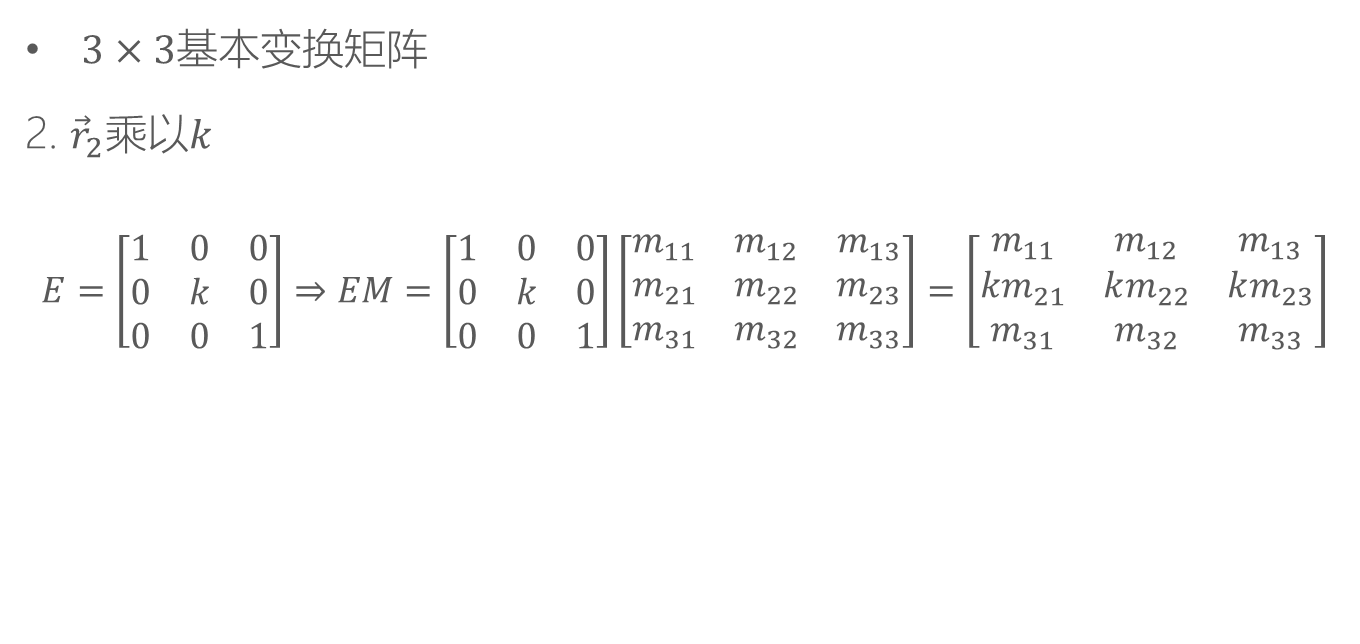 • 3 × 3基本变换矩阵
2. r⃗₂乘以k
E = [1 0 0; 0 k 0; 0 0 1] ⇒ EM = [1 0 0; 0 k 0; 0 0 1] [m₁₁ m₁₂ m₁₃; m₂₁ m₂₂ m₂₃; m₃₁ m₃₂ m₃₃] = [m₁₁ m₁₂ m₁₃; km₂₁ km₂₂ km₂₃; m₃₁ m₃₂ m₃₃]